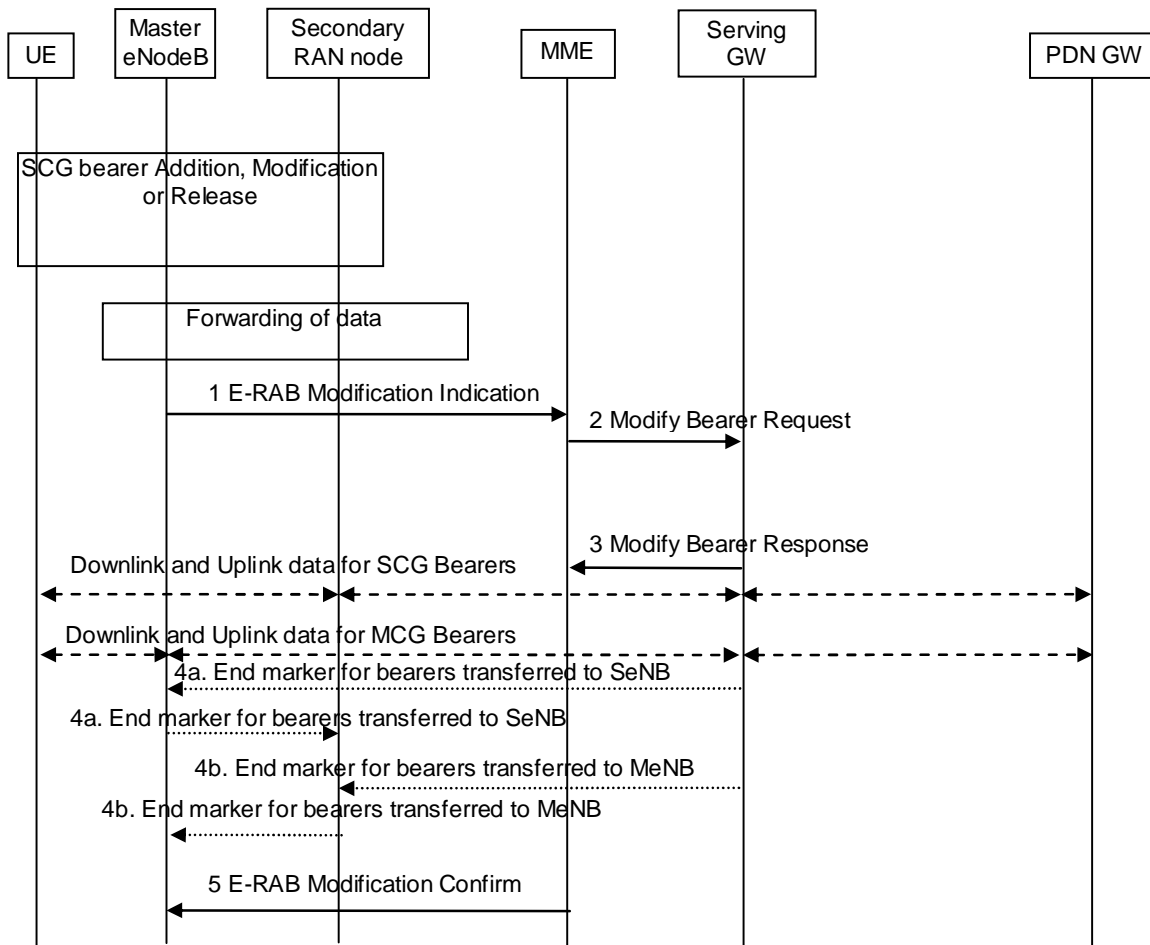 UE
Master
eNodeB
Secondary
RAN node
MME
Serving
GW
PDN GW
SCG bearer Addition, Modification
or Release
Forwarding of data
1 E-RAB Modification Indication
2 Modify Bearer Request
3 Modify Bearer Response
Downlink and Uplink data for SCG Bearers
Downlink and Uplink data for MCG Bearers
4a. End marker for bearers transferred to SeNB
4a. End marker for bearers transferred to SeNB
4b. End marker for bearers transferred to MeNB
4b. End marker for bearers transferred to MeNB
5 E-RAB Modification Confirm